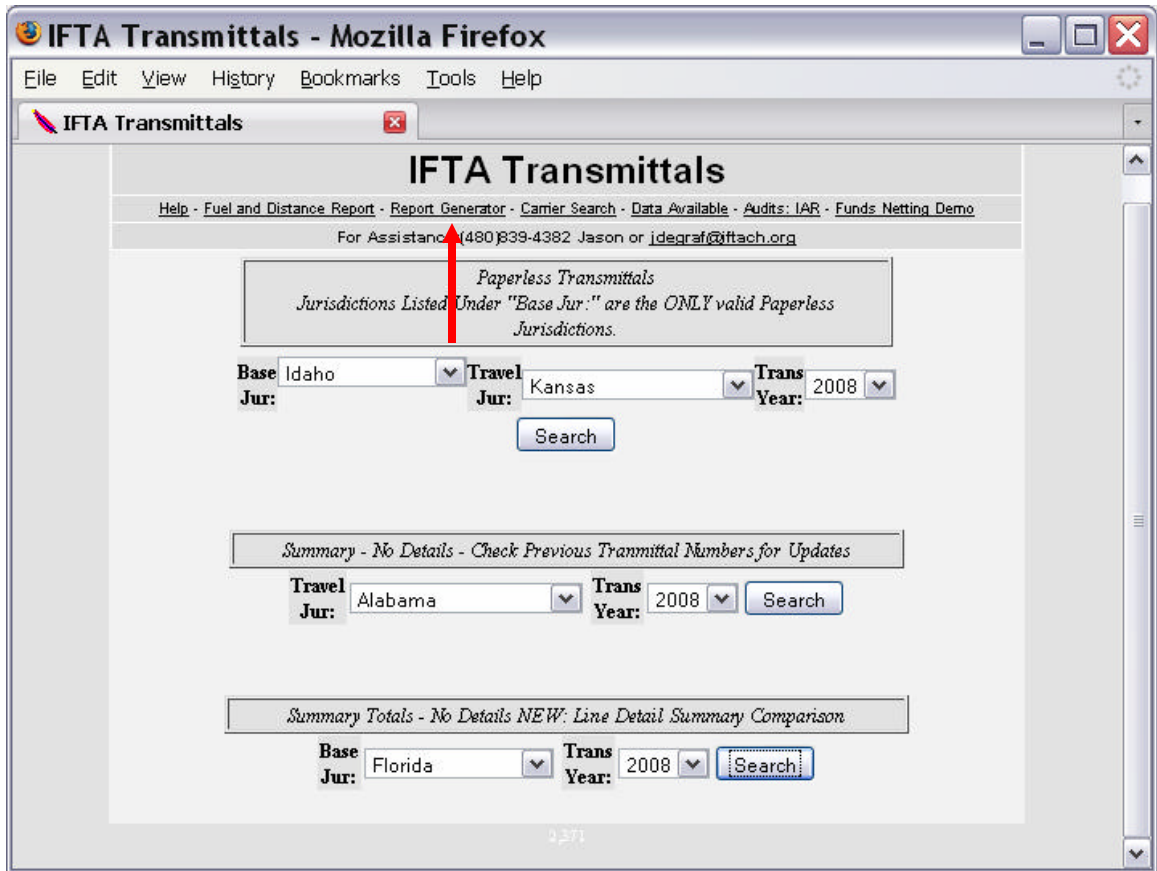 IFTA Transmittals - Mozilla Firefox
File Edit View History Bookmarks Tools Help
IFTA Transmittals
IFTA Transmittals
Help - Fuel and Distance Report - Report Generator - Carrier Search - Data Available - Audits: IAR - Funds Netting Demo
For Assistance (480)839-4382 Jason or jdegraf@iftach.org
Paperless Transmittals
Jurisdictions Listed Under "Base Jur:" are the ONLY valid Paperless
Jurisdictions.
Base Jur: Idaho Travel Jur: Kansas Trans Year: 2008
Search
Summary - No Details - Check Previous Tranmittal Numbers for Updates
Travel Jur: Alabama Trans Year: 2008 Search
Summary Totals - No Details NEW: Line Detail Summary Comparison
Base Jur: Florida Trans Year: 2008 Search
2,371